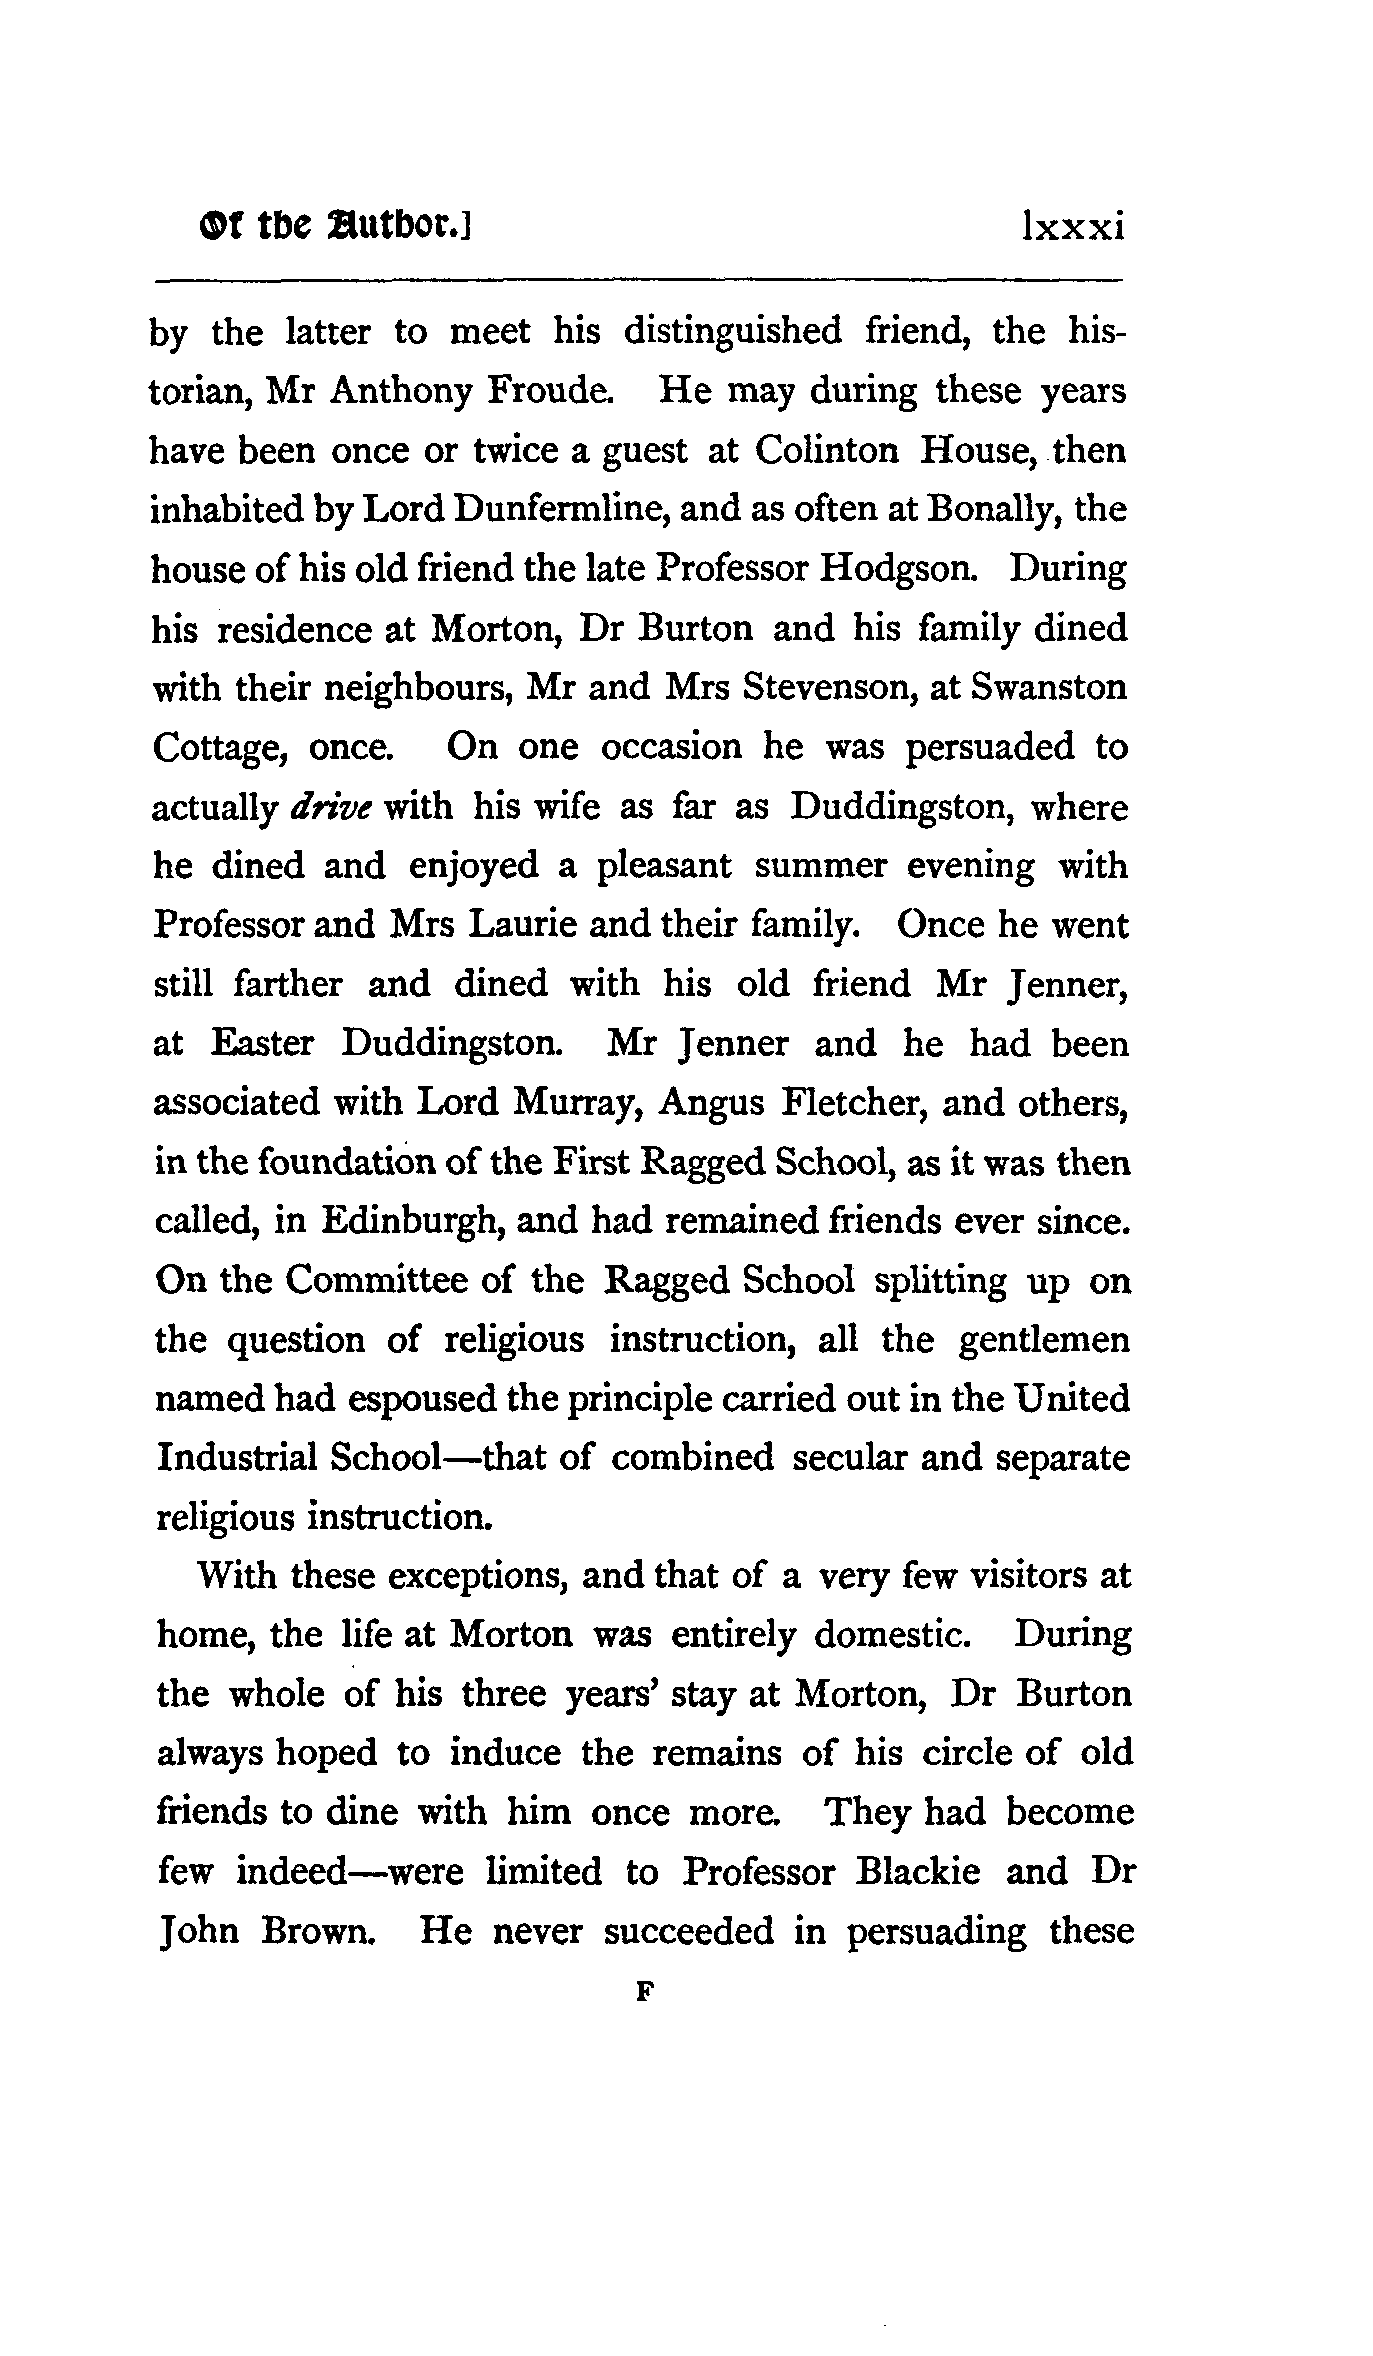 Of the Author.] lxxxi
by the latter to meet his distinguished friend, the his-
torian, Mr Anthony Froude. He may during these years
have been once or twice a guest at Colinton House, then
inhabited by Lord Dunfermline, and as often at Bonally, the
house of his old friend the late Professor Hodgson. During
his residence at Morton, Dr Burton and his family dined
with their neighbours, Mr and Mrs Stevenson, at Swanston
Cottage, once. On one occasion he was persuaded to
actually drive with his wife as far as Duddingston, where
he dined and enjoyed a pleasant summer evening with
Professor and Mrs Laurie and their family. Once he went
still farther and dined with his old friend Mr Jenner,
at Easter Duddingston. Mr Jenner and he had been
associated with Lord Murray, Angus Fletcher, and others,
in the foundation of the First Ragged School, as it was then
called, in Edinburgh, and had remained friends ever since.
On the Committee of the Ragged School splitting up on
the question of religious instruction, all the gentlemen
named had espoused the principle carried out in the United
Industrial School—that of combined secular and separate
religious instruction.
With these exceptions, and that of a very few visitors at
home, the life at Morton was entirely domestic. During
the whole of his three years' stay at Morton, Dr Burton
always hoped to induce the remains of his circle of old
friends to dine with him once more. They had become
few indeed—were limited to Professor Blackie and Dr
John Brown. He never succeeded in persuading these
F